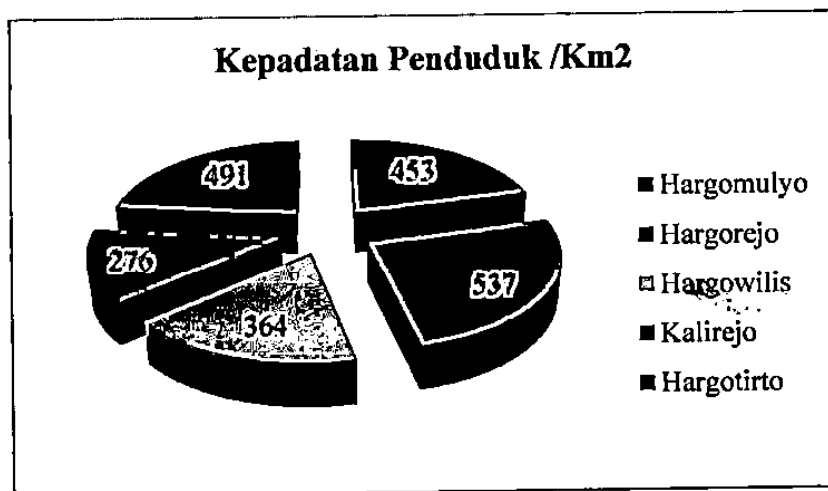 Kepadatan Penduduk /Km2
491
453
276
537
364
Hargomulyo
Hargorejo
Hargowilis
Kalirejo
Hargotirto